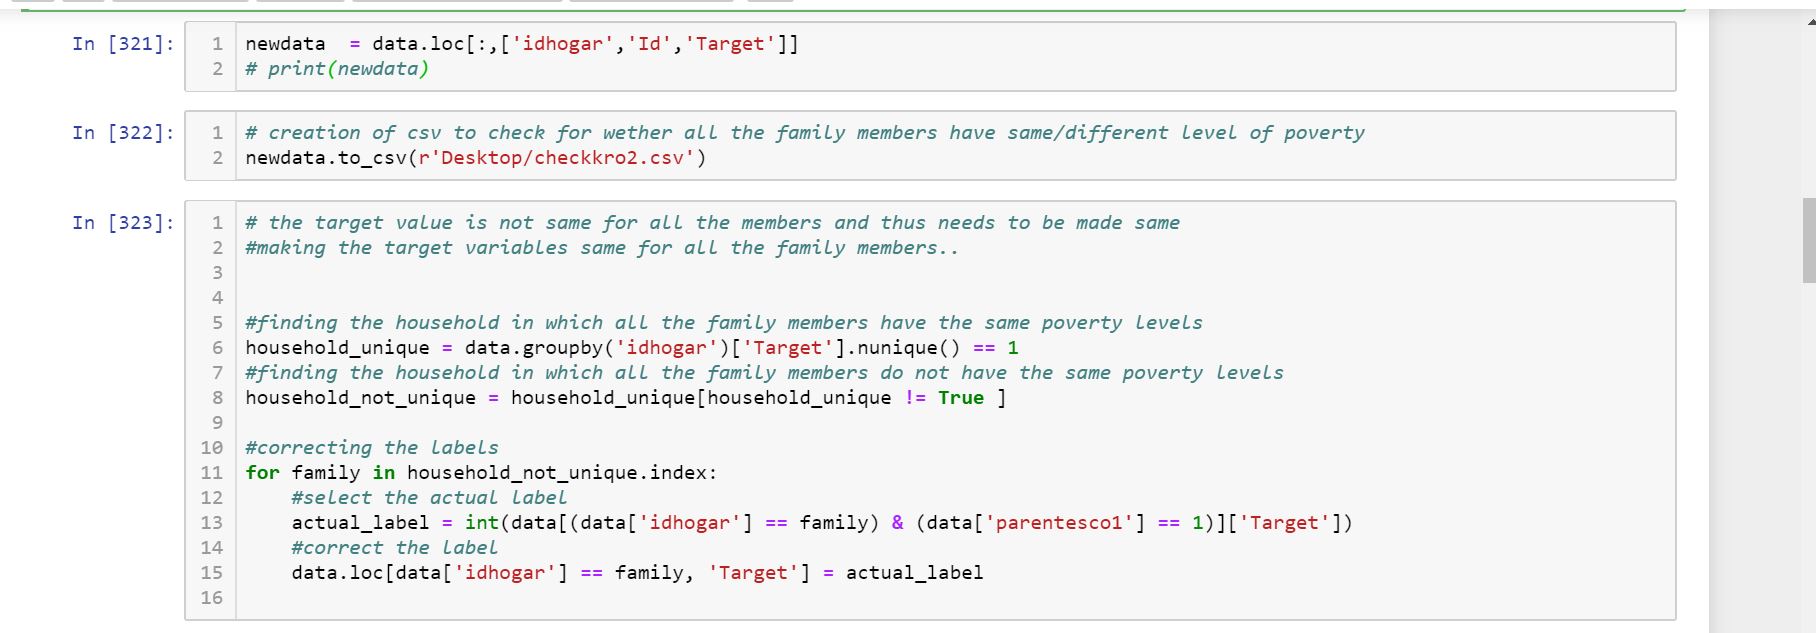 In [321]:
1 newdata  = data.loc[:,['idhogar','Id','Target']]
2 # print(newdata)
In [322]:
1 # creation of csv to check for wether all the family members have same/different level of poverty
2 newdata.to_csv(r'Desktop/checkkro2.csv')
In [323]:
1 # the target value is not same for all the members and thus needs to be made same
2 #making the target variables same for all the family members..
3
4
5 #finding the household in which all the family members have the same poverty levels
6 household_unique = data.groupby('idhogar')['Target'].nunique() == 1
7 #finding the household in which all the family members do not have the same poverty levels
8 household_not_unique = household_unique[household_unique != True ]
9
10 #correcting the labels
11 for family in household_not_unique.index:
12     #select the actual label
13     actual_label = int(data[(data['idhogar'] == family) & (data['parentesco1'] == 1)]['Target'])
14     #correct the label
15     data.loc[data['idhogar'] == family, 'Target'] = actual_label
16